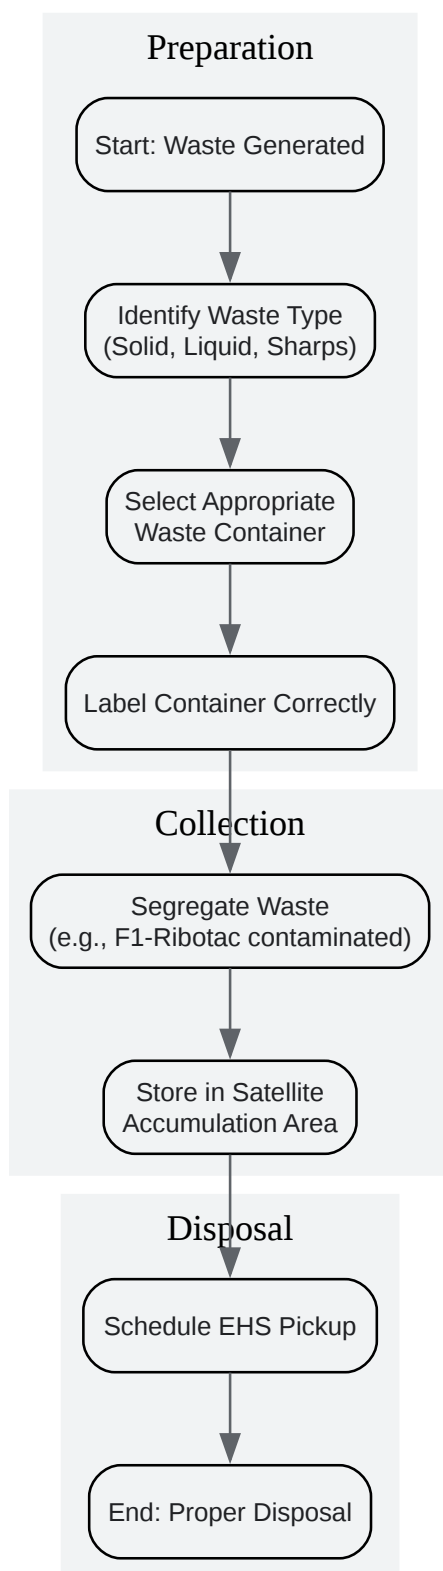 Preparation
Start: Waste Generated
Identify Waste Type
(Solid, Liquid, Sharps)
Select Appropriate
Waste Container
Label Container Correctly
Collection
Segregate Waste
(e.g., F1-Ribotac contaminated)
Store in Satellite
Accumulation Area
Disposal
Schedule EHS Pickup
End: Proper Disposal